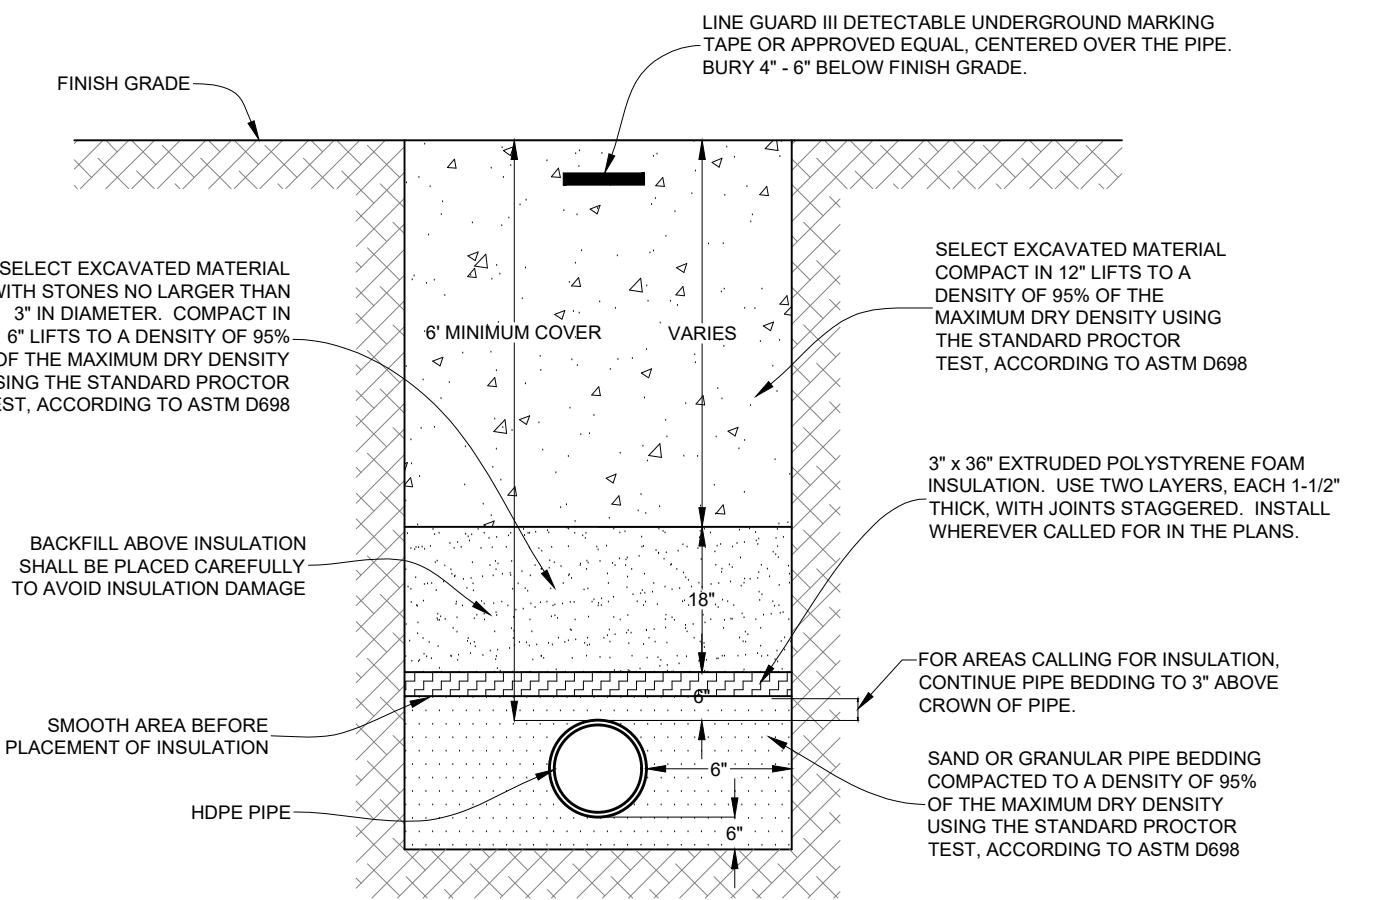 LINE GUARD III DETECTABLE UNDERGROUND MARKING
TAPE OR APPROVED EQUAL, CENTERED OVER THE PIPE.
BURY 4" - 6" BELOW FINISH GRADE.
FINISH GRADE
SELECT EXCAVATED MATERIAL
WITH STONES NO LARGER THAN
3" IN DIAMETER. COMPACT IN
6" LIFTS TO A DENSITY OF 95%
OF THE MAXIMUM DRY DENSITY
USING THE STANDARD PROCTOR
TEST, ACCORDING TO ASTM D698
6' MINIMUM COVER
VARIES
SELECT EXCAVATED MATERIAL
COMPACT IN 12" LIFTS TO A
DENSITY OF 95% OF THE
MAXIMUM DRY DENSITY USING
THE STANDARD PROCTOR
TEST, ACCORDING TO ASTM D698
3" x 36" EXTRUDED POLYSTYRENE FOAM
INSULATION. USE TWO LAYERS, EACH 1-1/2"
THICK, WITH JOINTS STAGGERED. INSTALL
WHEREVER CALLED FOR IN THE PLANS.
BACKFILL ABOVE INSULATION
SHALL BE PLACED CAREFULLY
TO AVOID INSULATION DAMAGE
18"
FOR AREAS CALLING FOR INSULATION,
CONTINUE PIPE BEDDING TO 3" ABOVE
CROWN OF PIPE.
6"
SMOOTH AREA BEFORE
PLACEMENT OF INSULATION
SAND OR GRANULAR PIPE BEDDING
COMPACTED TO A DENSITY OF 95%
OF THE MAXIMUM DRY DENSITY
USING THE STANDARD PROCTOR
TEST, ACCORDING TO ASTM D698
6"
HDPE PIPE
6"